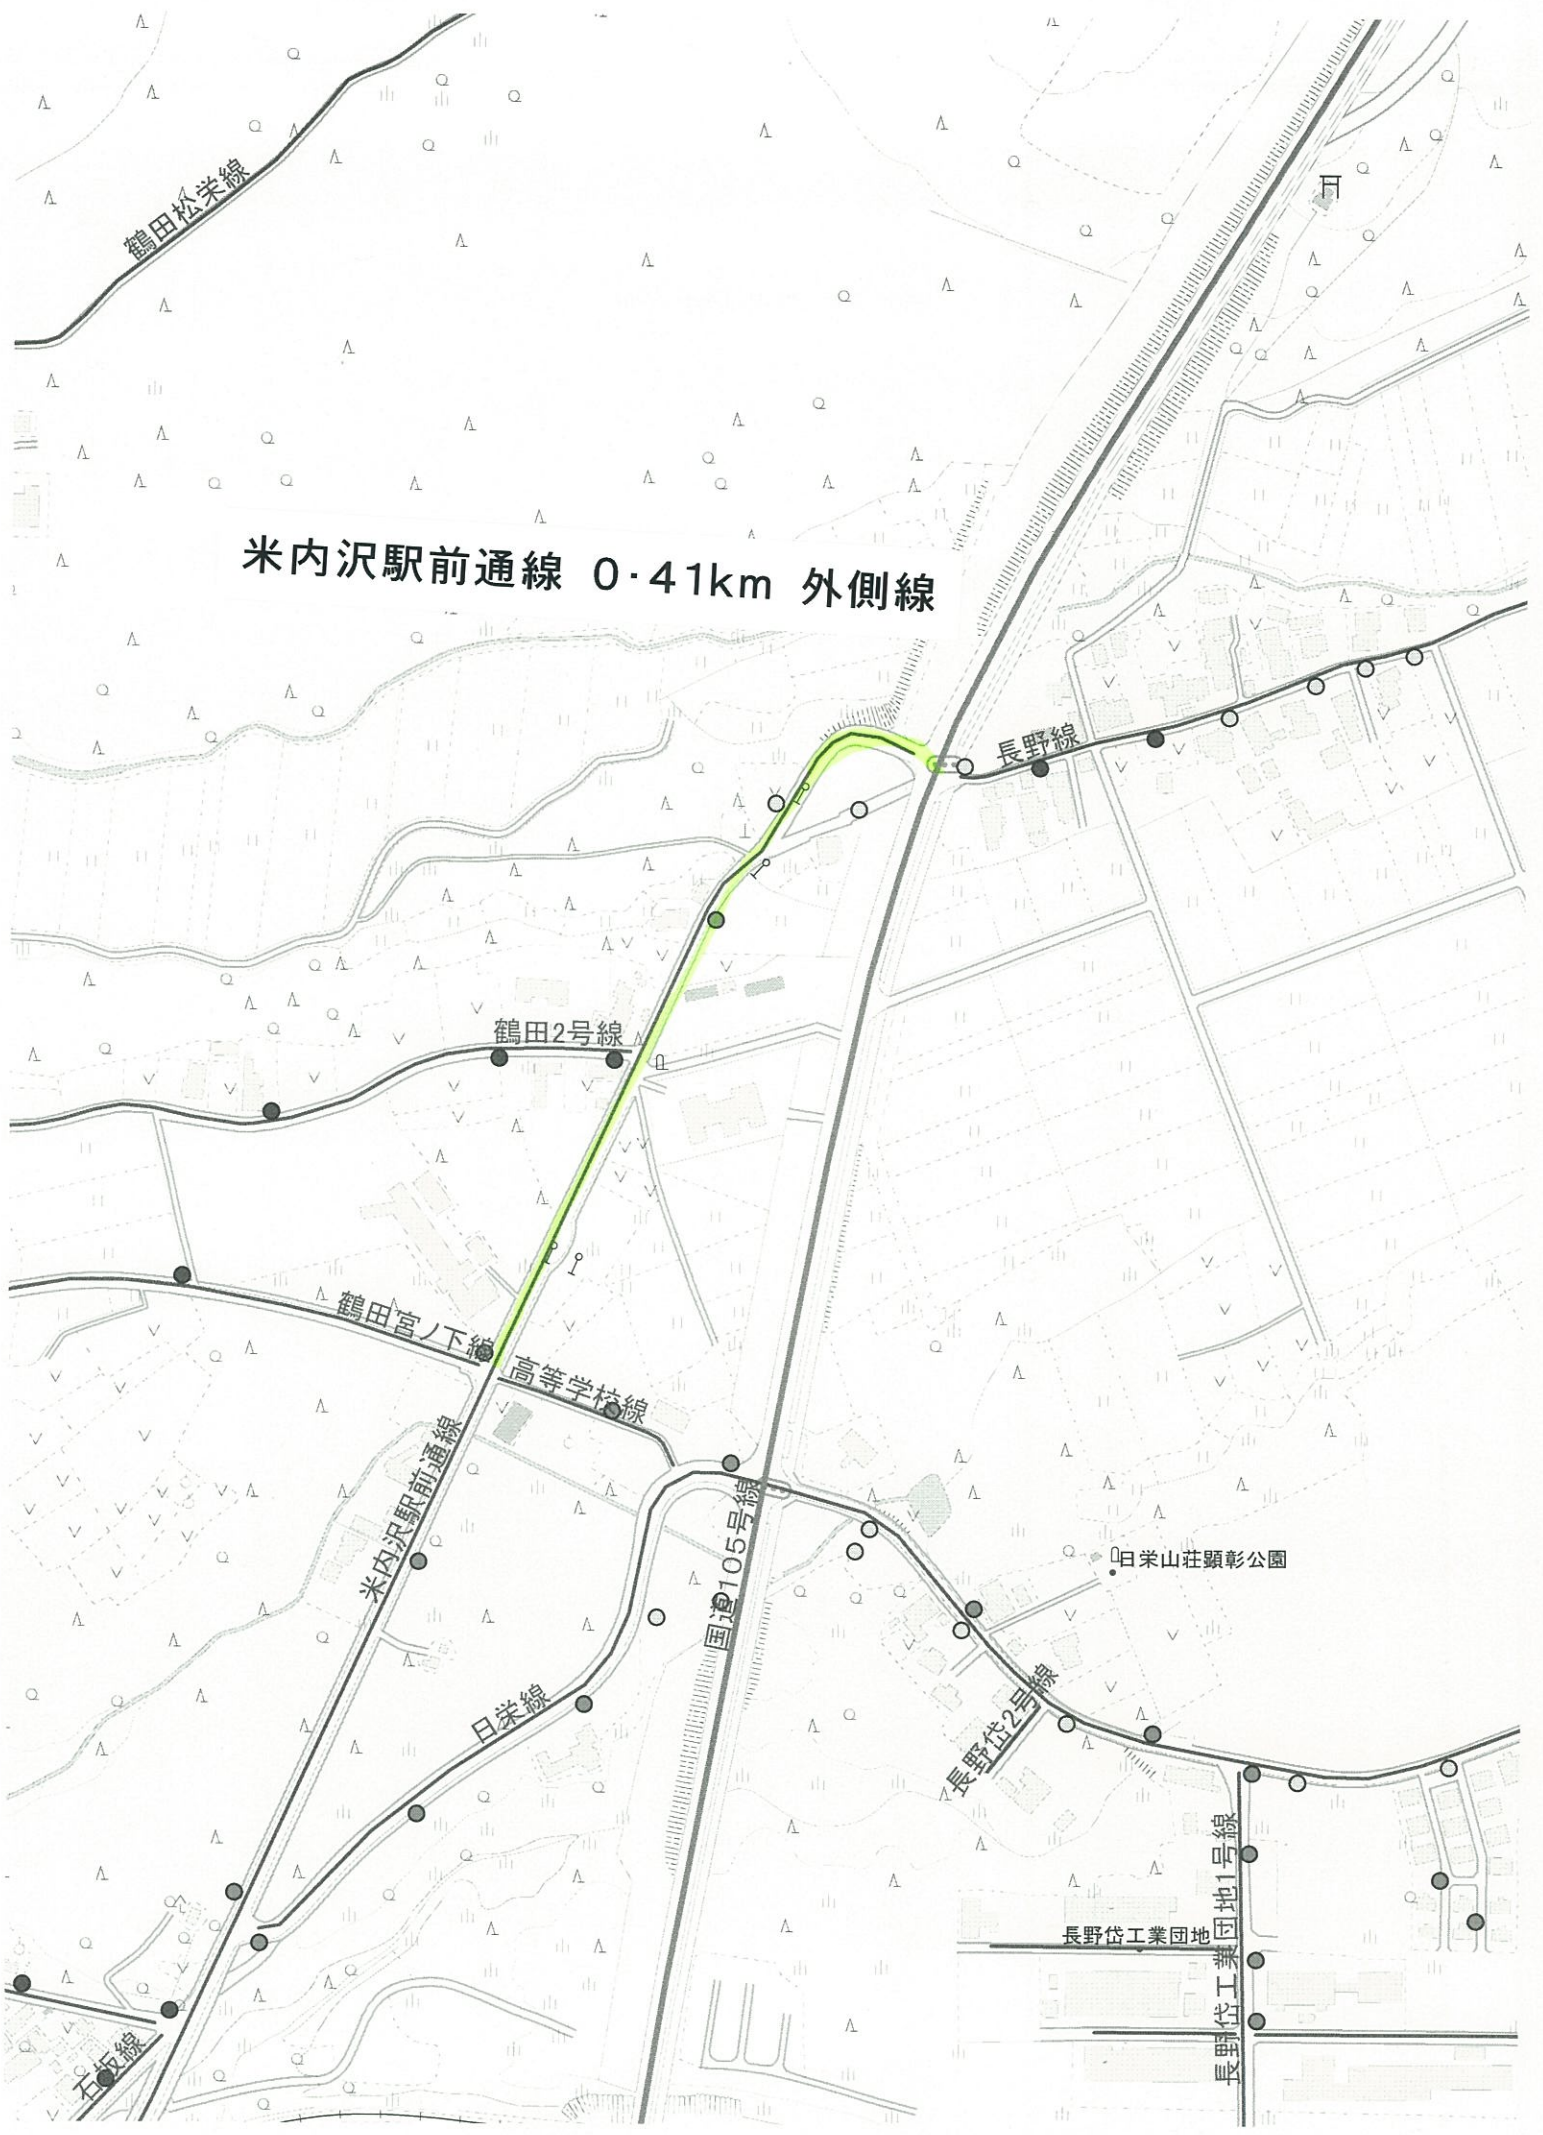 鶴田松栄線
米内沢駅前通線 0・41km 外側線
長野線
鶴田2号線
鶴田宮ノ下線
高等学校線
米内沢駅前通線
国道105号線
日栄山荘顕彰公園
日栄線
長野岱2号線
長野岱工業団地1号線
長野岱工業団地
石坂線